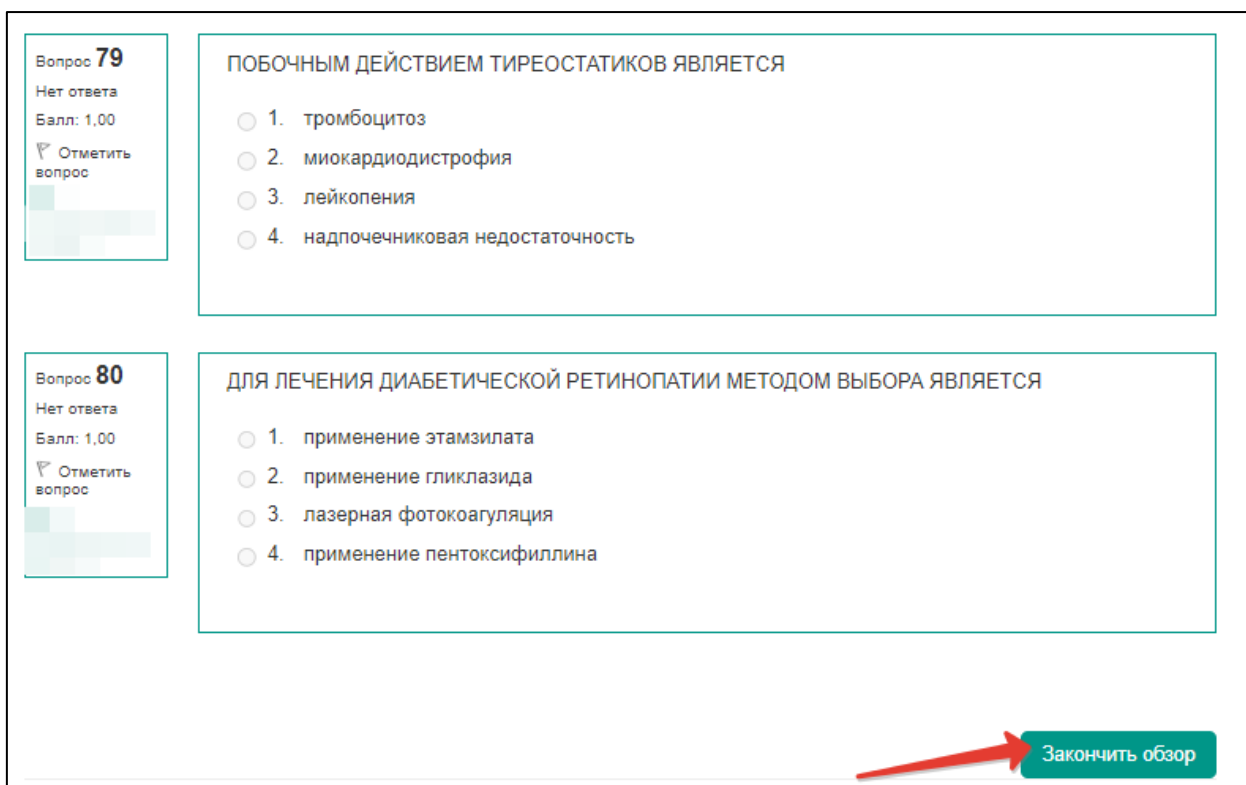 Вопрос 79
Нет ответа
Балл: 1,00
Отметить
вопрос
ПОБОЧНЫМ ДЕЙСТВИЕМ ТИРЕОСТАТИКОВ ЯВЛЯЕТСЯ
1. тромбоцитоз
2. миокардиодистрофия
3. лейкопения
4. надпочечниковая недостаточность
Вопрос 80
Нет ответа
Балл: 1,00
Отметить
вопрос
ДЛЯ ЛЕЧЕНИЯ ДИАБЕТИЧЕСКОЙ РЕТИНОПАТИИ МЕТОДОМ ВЫБОРА ЯВЛЯЕТСЯ
1. применение этамзилата
2. применение гликлазида
3. лазерная фотокоагуляция
4. применение пентоксифиллина
Закончить обзор